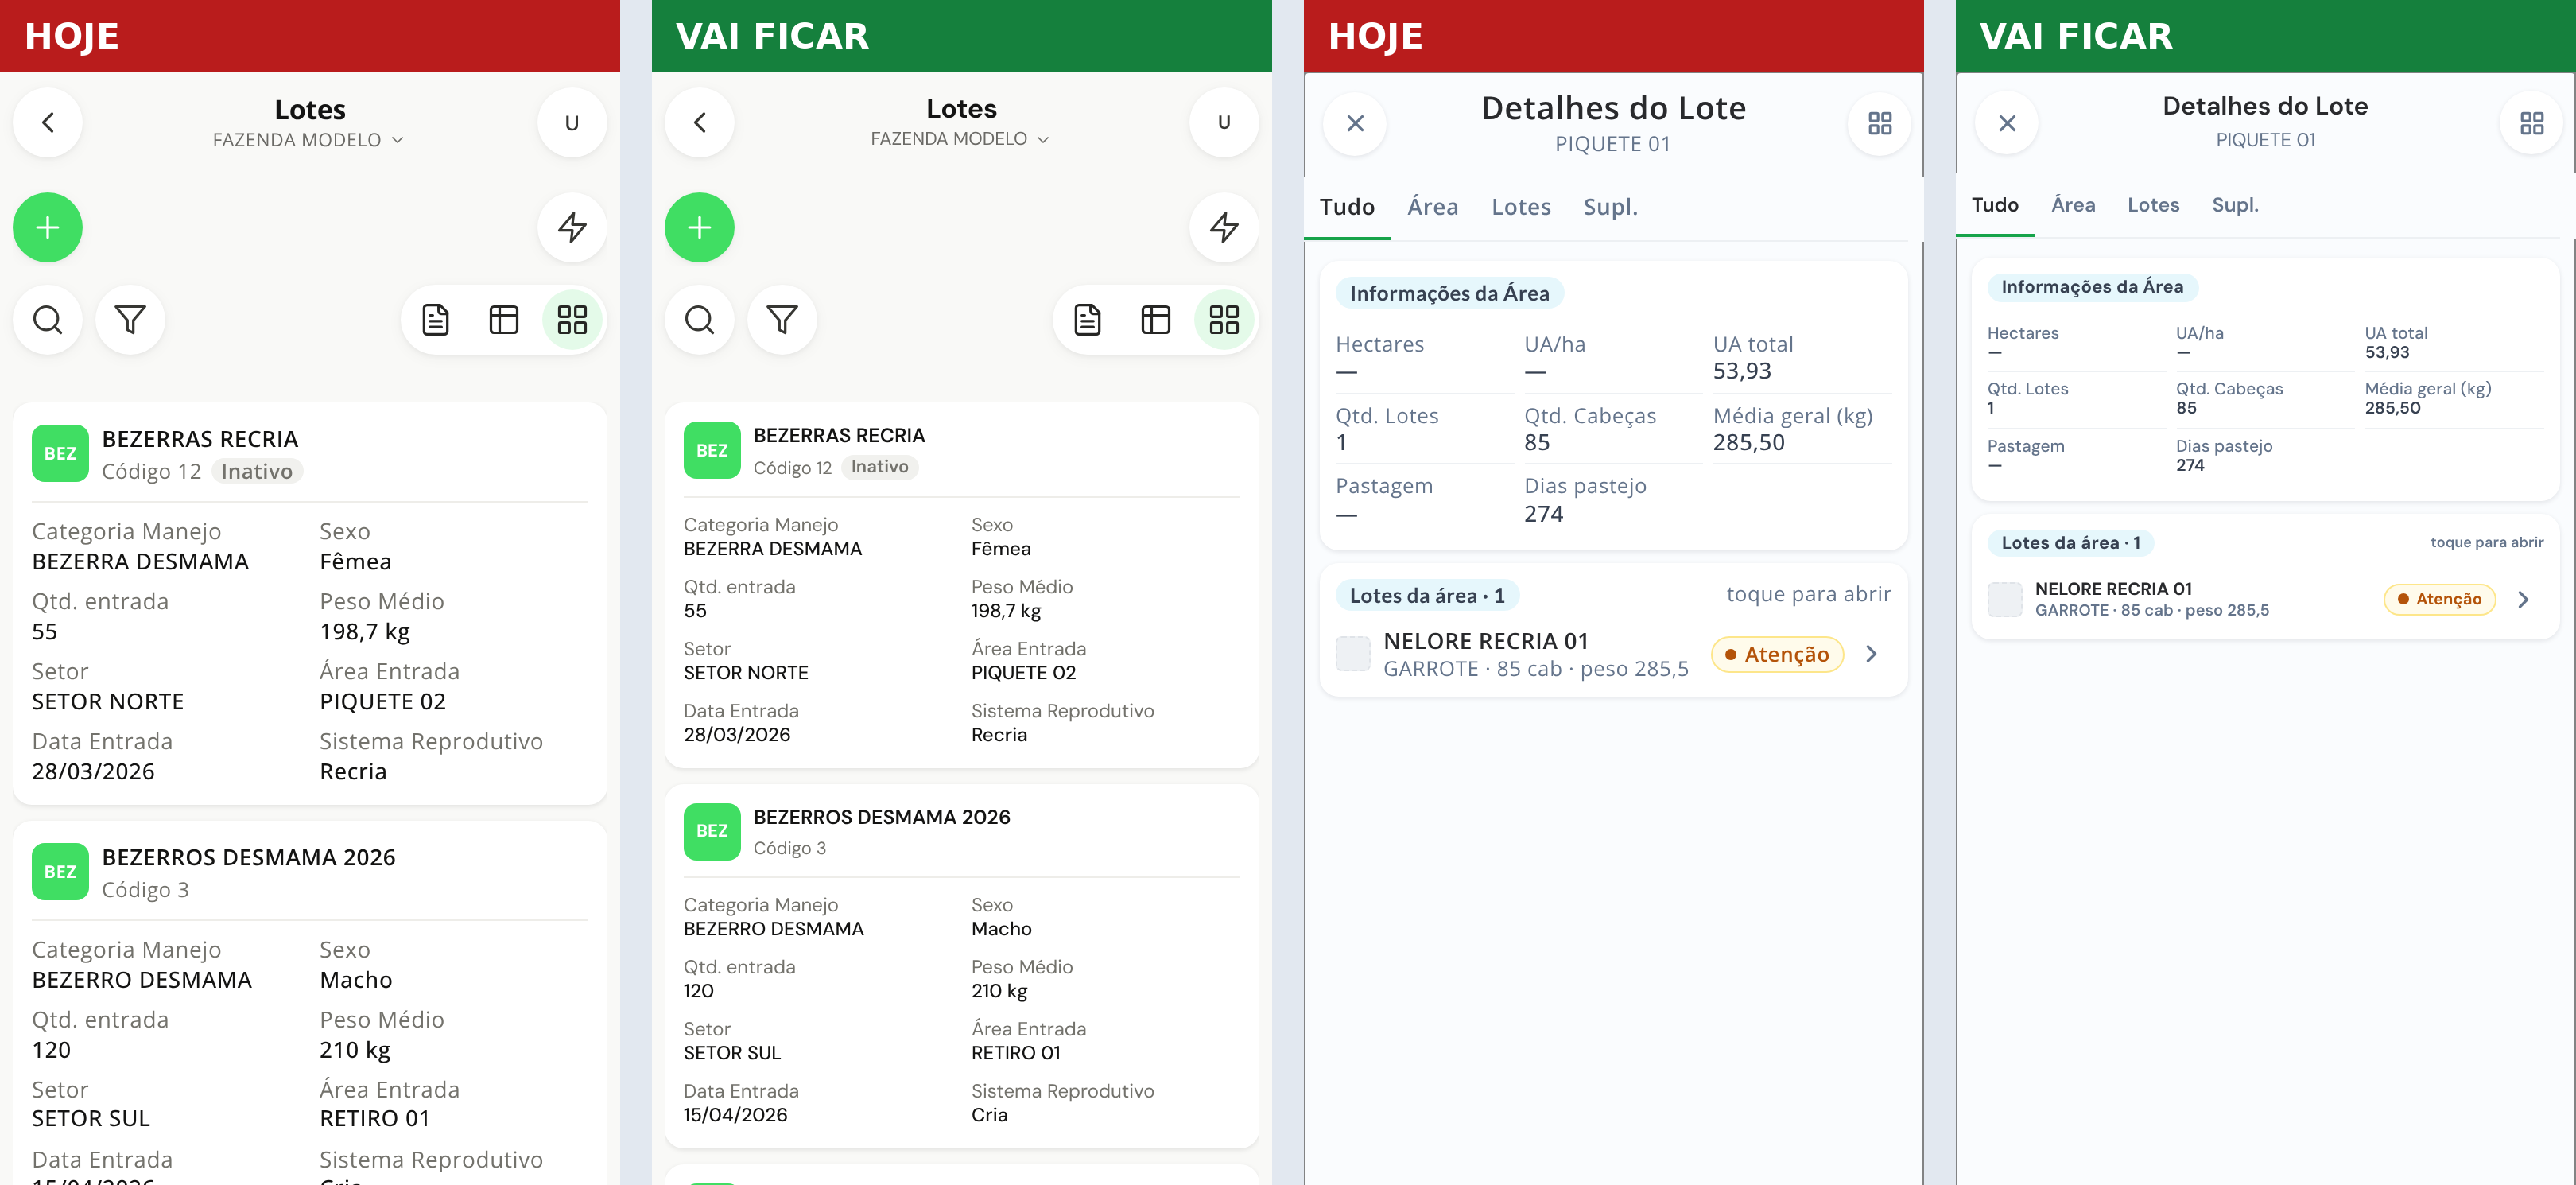 HOJE
Lotes
FAZENDA MODELO
U
BEZ
BEZERRAS RECRIA
Código 12 Inativo
Categoria Manejo Sexo
BEZERRA DESMAMA Fêmea
Qtd. entrada Peso Médio
55 198,7 kg
Setor Área Entrada
SETOR NORTE PIQUETE 02
Data Entrada Sistema Reprodutivo
28/03/2026 Recria
BEZ
BEZERROS DESMAMA 2026
Código 3
Categoria Manejo Sexo
BEZERRO DESMAMA Macho
Qtd. entrada Peso Médio
120 210 kg
Setor Área Entrada
SETOR SUL RETIRO 01
Data Entrada Sistema Reprodutivo
VAI FICAR
Lotes
FAZENDA MODELO
U
BEZ
BEZERRAS RECRIA
Código 12 Inativo
Categoria Manejo Sexo
BEZERRA DESMAMA Fêmea
Qtd. entrada Peso Médio
55 198,7 kg
Setor Área Entrada
SETOR NORTE PIQUETE 02
Data Entrada Sistema Reprodutivo
28/03/2026 Recria
BEZ
BEZERROS DESMAMA 2026
Código 3
Categoria Manejo Sexo
BEZERRO DESMAMA Macho
Qtd. entrada Peso Médio
120 210 kg
Setor Área Entrada
SETOR SUL RETIRO 01
Data Entrada Sistema Reprodutivo
15/04/2026 Cria
HOJE
Detalhes do Lote
PIQUETE 01
Tudo Área Lotes Supl.
Informações da Área
Hectares UA/ha UA total
— — 53,93
Qtd. Lotes Qtd. Cabeças Média geral (kg)
1 85 285,50
Pastagem Dias pastejo
— 274
Lotes da área · 1 toque para abrir
NELORE RECRIA 01
GARROTE · 85 cab · peso 285,5
Atenção
VAI FICAR
Detalhes do Lote
PIQUETE 01
Tudo Área Lotes Supl.
Informações da Área
Hectares UA/ha UA total
— — 53,93
Qtd. Lotes Qtd. Cabeças Média geral (kg)
1 85 285,50
Pastagem Dias pastejo
— 274
Lotes da área · 1 toque para abrir
NELORE RECRIA 01
GARROTE · 85 cab · peso 285,5
Atenção